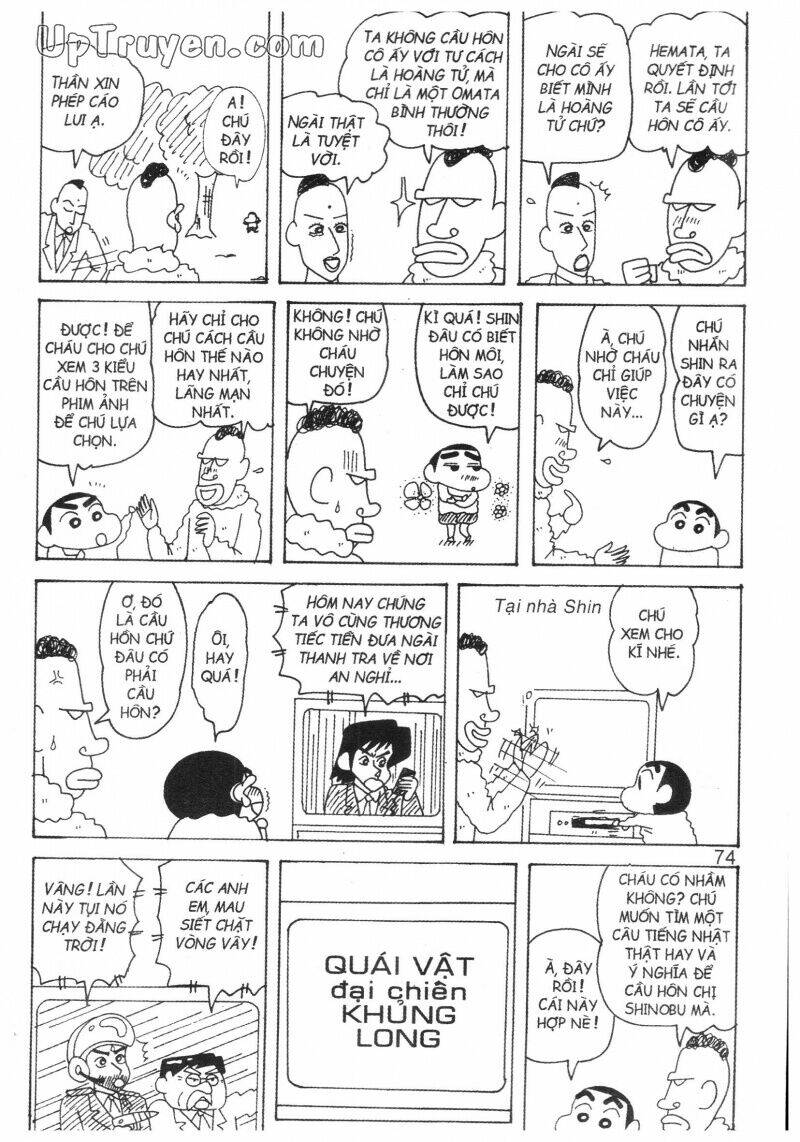 UpTruyen.com
HEMATA, TA
QUYẾT ĐỊNH
RỒI. LẦN TỚI
TA SẼ CẦU
HÔN CÔ ẤY.
NGÀI SẼ
CHO CÔ ẤY
BIẾT MÌNH
LÀ HOÀNG
TỬ CHỨ?
TA KHÔNG CẦU HÔN
CÔ ẤY VỚI TƯ CÁCH
LÀ HOÀNG TỬ, MÀ
CHỈ LÀ MỘT OMATA
BÌNH THƯỜNG
THÔI!
NGÀI THẬT
LÀ TUYỆT
VỜI.
A!
CHÚ
ĐÂY
RỒI!
THẦN XIN
PHÉP CÁO
LUI Ạ.
CHÚ
NHẮN
SHIN RA
ĐÂY CÓ
CHUYỆN
GÌ Ạ?
À, CHÚ
NHỜ CHÁU
CHỈ GIÚP
VIỆC
NÀY...
KÌ QUÁ! SHIN
ĐÂU CÓ BIẾT
HÔN MÔI,
LÀM SAO
CHỈ CHÚ
ĐƯỢC!
KHÔNG! CHÚ
KHÔNG NHỜ
CHÁU
CHUYỆN
ĐÓ!
HÃY CHỈ CHO
CHÚ CÁCH CẦU
HÔN THẾ NÀO
HAY NHẤT,
LÃNG MẠN
NHẤT.
ĐƯỢC! ĐỂ
CHÁU CHO CHÚ
XEM 3 KIỂU
CẦU HÔN TRÊN
PHIM ẢNH
ĐỂ CHÚ LỰA
CHỌN.
Tại nhà Shin
CHÚ
XEM CHO
KĨ NHÉ.
HÔM NAY CHÚNG
TA VÔ CÙNG THƯƠNG
TIẾC TIỄN ĐƯA NGÀI
THANH TRA VỀ NƠI
AN NGHỈ...
ÔI,
HAY
QUÁ!
Ơ, ĐÓ
LÀ CẦU
HỒN CHỨ
ĐÂU CÓ
PHẢI
CẦU
HÔN?
74
CHÁU CÓ NHẦM
KHÔNG? CHÚ
MUỐN TÌM MỘT
CÂU TIẾNG NHẬT
THẬT HAY VÀ
Ý NGHĨA ĐỂ
CẦU HÔN CHỊ
SHINOBU MÀ.
À, ĐÂY
RỒI!
CÁI NÀY
HỢP NÈ!
QUÁI VẬT
đại chiến
KHỦNG
LONG
CÁC ANH
EM, MAU
SIẾT CHẶT
VÒNG VÂY!
VÂNG! LẦN
NÀY TỤI NÓ
CHẠY ĐẰNG
TRỜI!